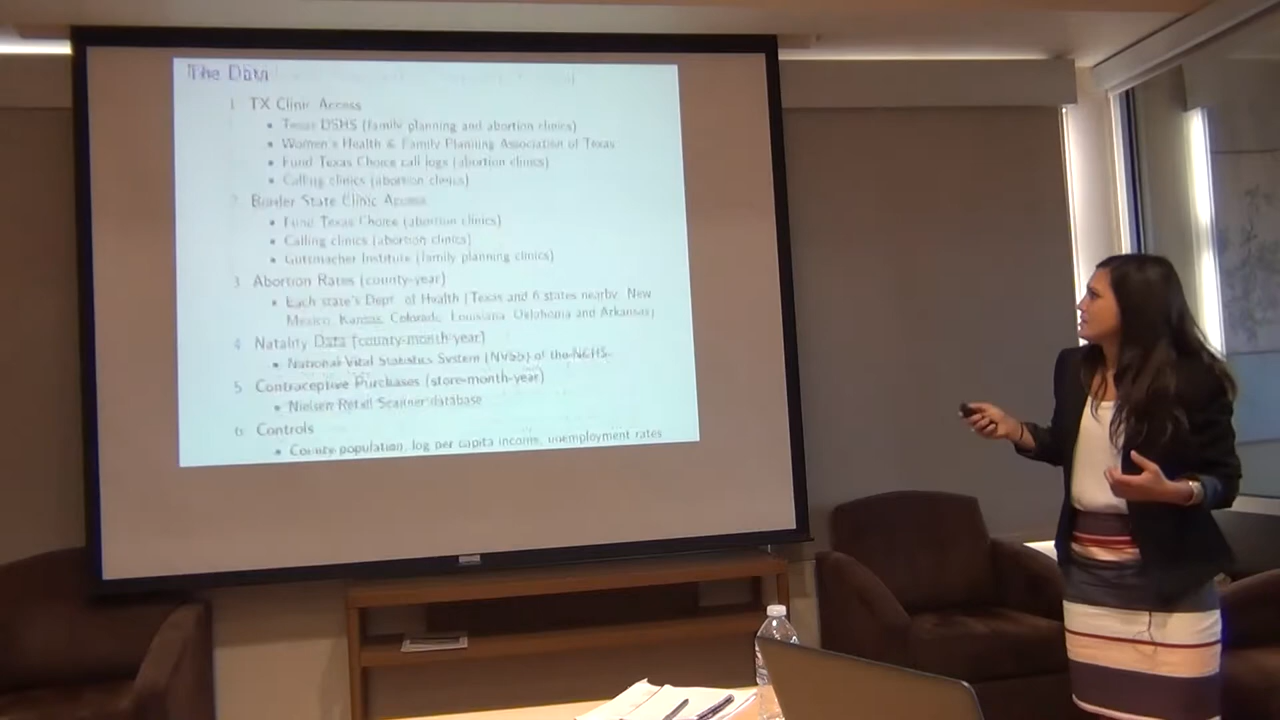 The Data
1 TX Clinic Access
• Texas DSHS (family planning and abortion clinics)
• Women's Health & Family Planning Association of Texas
• Fund Texas Choice call logs (abortion clinics)
• Calling clinics (abortion clinics)
2 Border State Clinic Access
• Fund Texas Choice (abortion clinics)
• Calling clinics (abortion clinics)
• Guttmacher Institute (family planning clinics)
3 Abortion Rates (county-year)
• Each state's Dept. of Health (Texas and 6 states nearby: New
Mexico, Kansas, Colorado, Louisiana, Oklahoma and Arkansas)
4 Natality Data (county-month-year)
• National Vital Statistics System (NVSS) of the NCHS
5 Contraceptive Purchases (store-month-year)
• Nielsen Retail Scanner database
6 Controls
• County population, log per capita income, unemployment rates